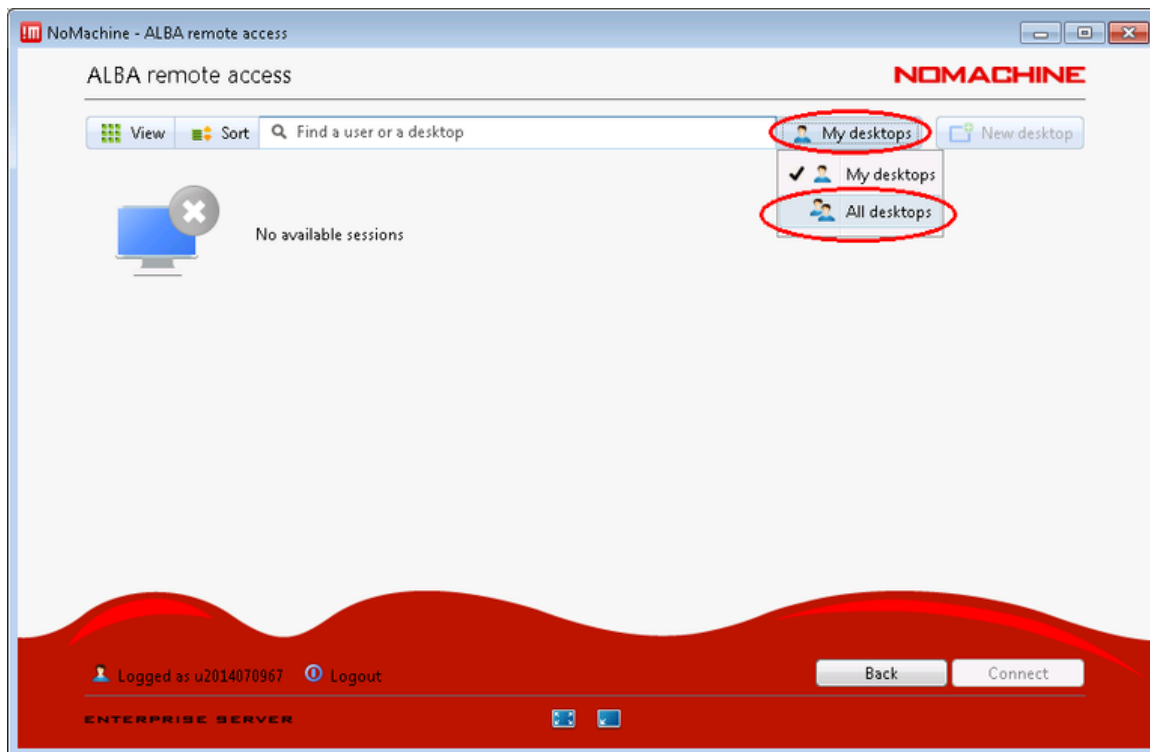 NoMachine - ALBA remote access
ALBA remote access
NOMACHINE
View Sort Find a user or a desktop My desktops New desktop
My desktops
All desktops
No available sessions
Logged as u2014070967 Logout Back Connect
ENTERPRISE SERVER